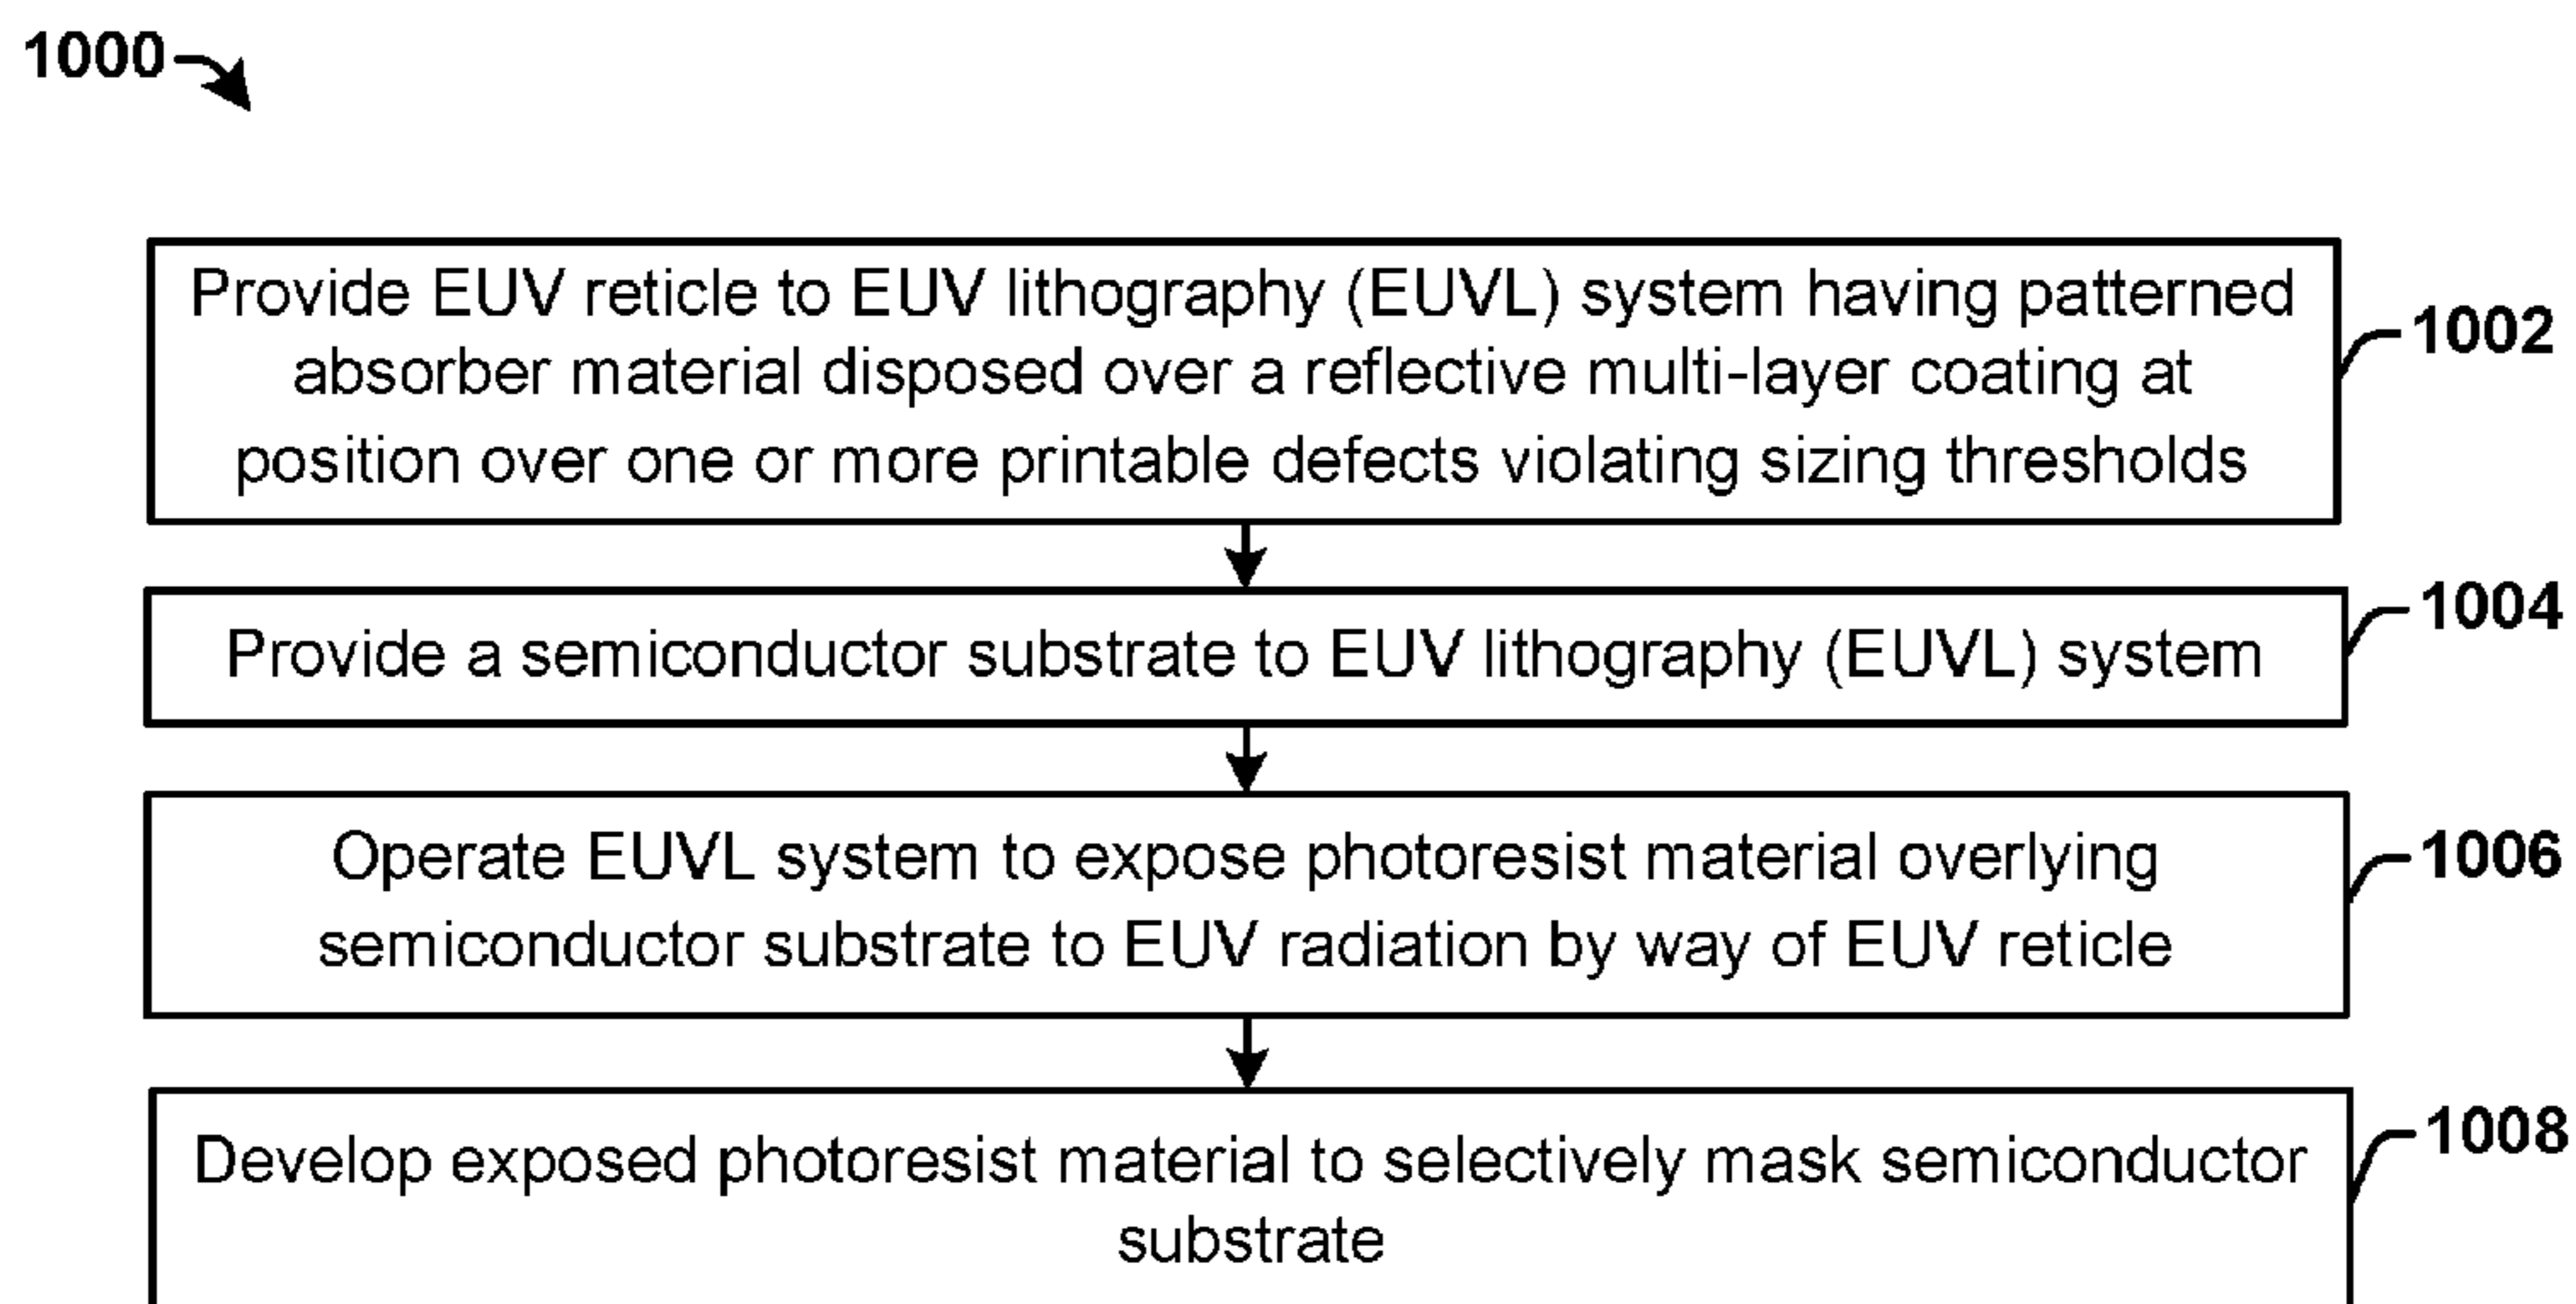 1000
Provide EUV reticle to EUV lithography (EUVL) system having patterned
absorber material disposed over a reflective multi-layer coating at
position over one or more printable defects violating sizing thresholds
1002
Provide a semiconductor substrate to EUV lithography (EUVL) system
1004
Operate EUVL system to expose photoresist material overlying
semiconductor substrate to EUV radiation by way of EUV reticle
1006
Develop exposed photoresist material to selectively mask semiconductor
substrate
1008